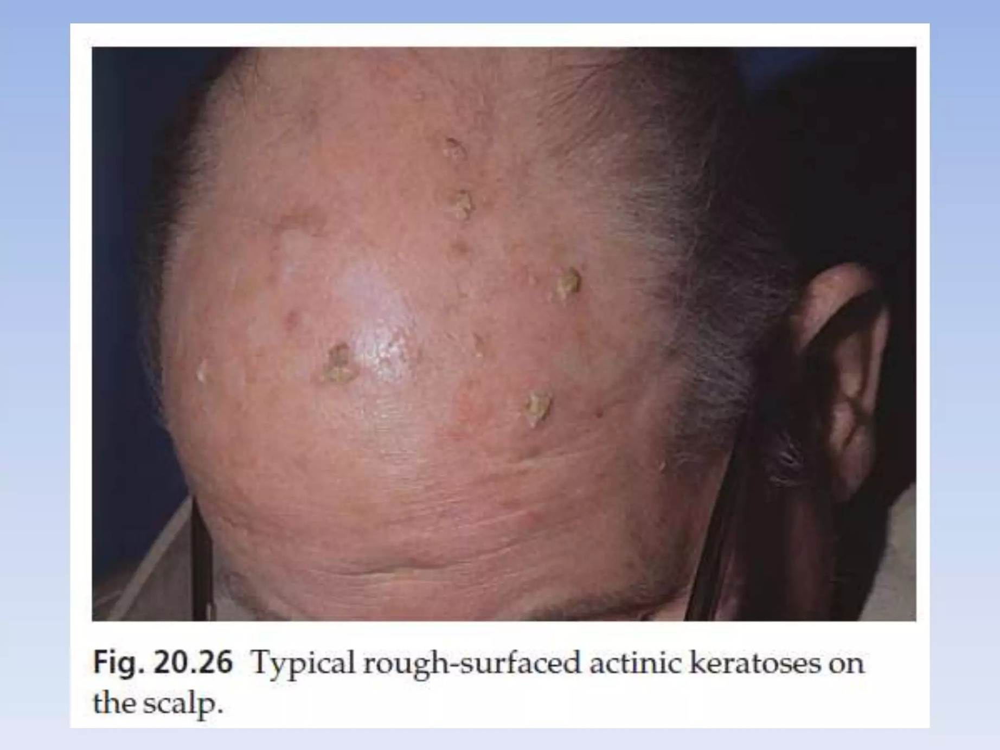 Fig. 20.26 Typical rough-surfaced actinic keratoses on
the scalp.